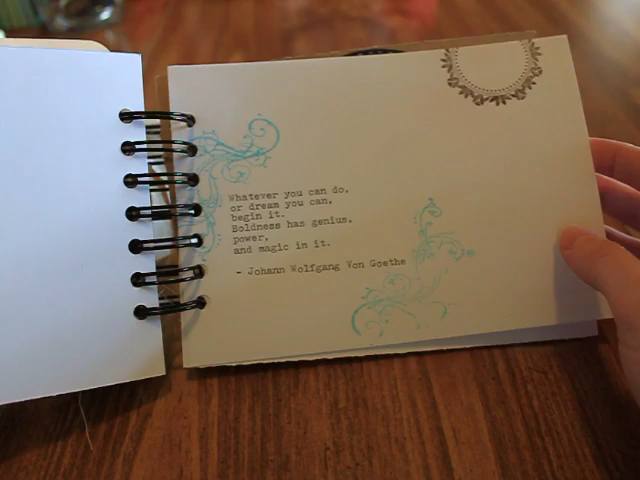 Whatever you can do,
or dream you can,
begin it.
Boldness has genius,
power,
and magic in it.
- Johann Wolfgang Von Goethe